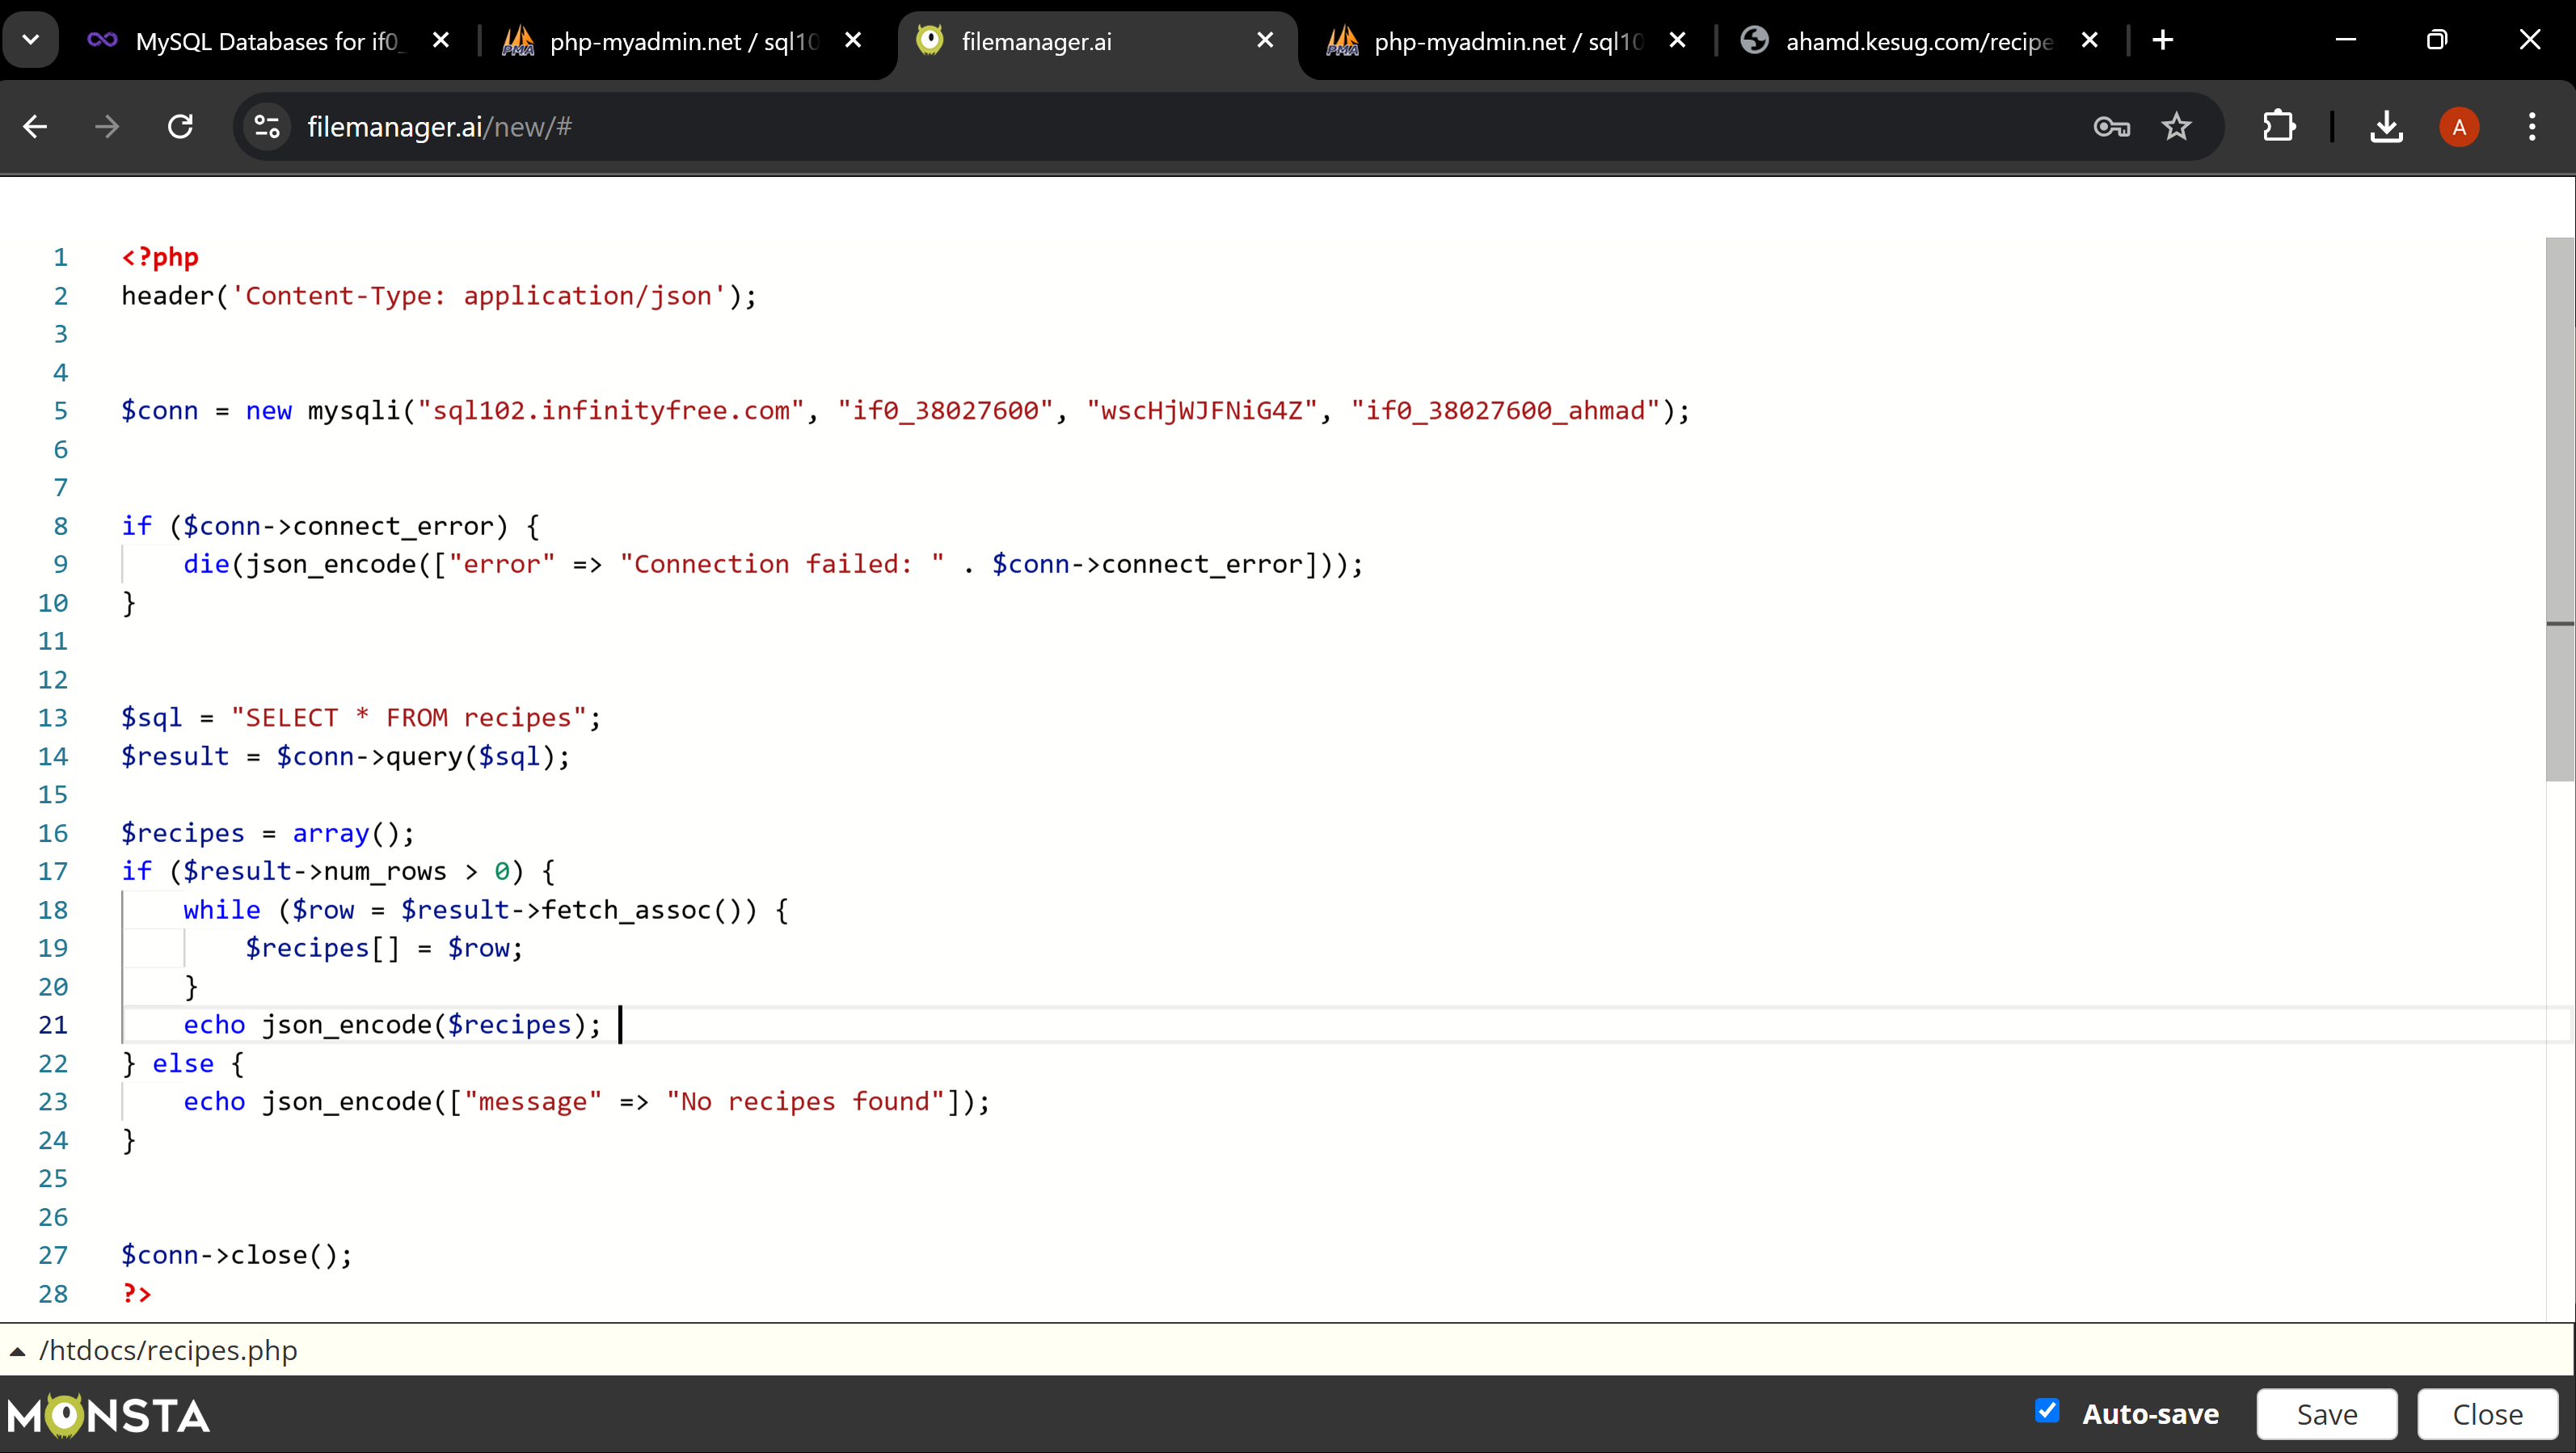 MySQL Databases for if0_
php-myadmin.net / sql10
filemanager.ai
php-myadmin.net / sql10
ahamd.kesug.com/recipe
filemanager.ai/new/#
A
1 <?php
2 header('Content-Type: application/json');
3
4
5 $conn = new mysqli("sql102.infinityfree.com", "if0_38027600", "wscHjWJFNiG4Z", "if0_38027600_ahmad");
6
7
8 if ($conn->connect_error) {
9     die(json_encode(["error" => "Connection failed: " . $conn->connect_error]));
10 }
11
12
13 $sql = "SELECT * FROM recipes";
14 $result = $conn->query($sql);
15
16 $recipes = array();
17 if ($result->num_rows > 0) {
18     while ($row = $result->fetch_assoc()) {
19         $recipes[] = $row;
20     }
21     echo json_encode($recipes);
22 } else {
23     echo json_encode(["message" => "No recipes found"]);
24 }
25
26
27 $conn->close();
28 ?>
/htdocs/recipes.php
MONSTA
Auto-save
Save
Close